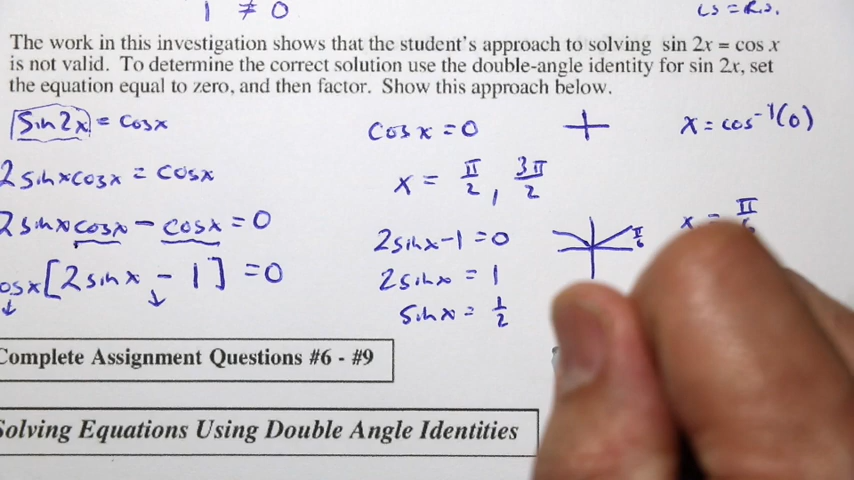 1 ≠ 0
LS = R.S.
The work in this investigation shows that the student's approach to solving sin 2x = cos x
is not valid. To determine the correct solution use the double-angle identity for sin 2x, set
the equation equal to zero, and then factor. Show this approach below.
Sin2x = cosx
2sinxcosx = cosx
2sinxcosx - cosx = 0
cosx[2sinx - 1] = 0
cosx = 0
x = π/2, 3π/2
2sinx-1 = 0
2sinx = 1
sinx = 1/2
π/6
x = cos⁻¹(0)
x = π/6
Complete Assignment Questions #6 - #9
Solving Equations Using Double Angle Identities